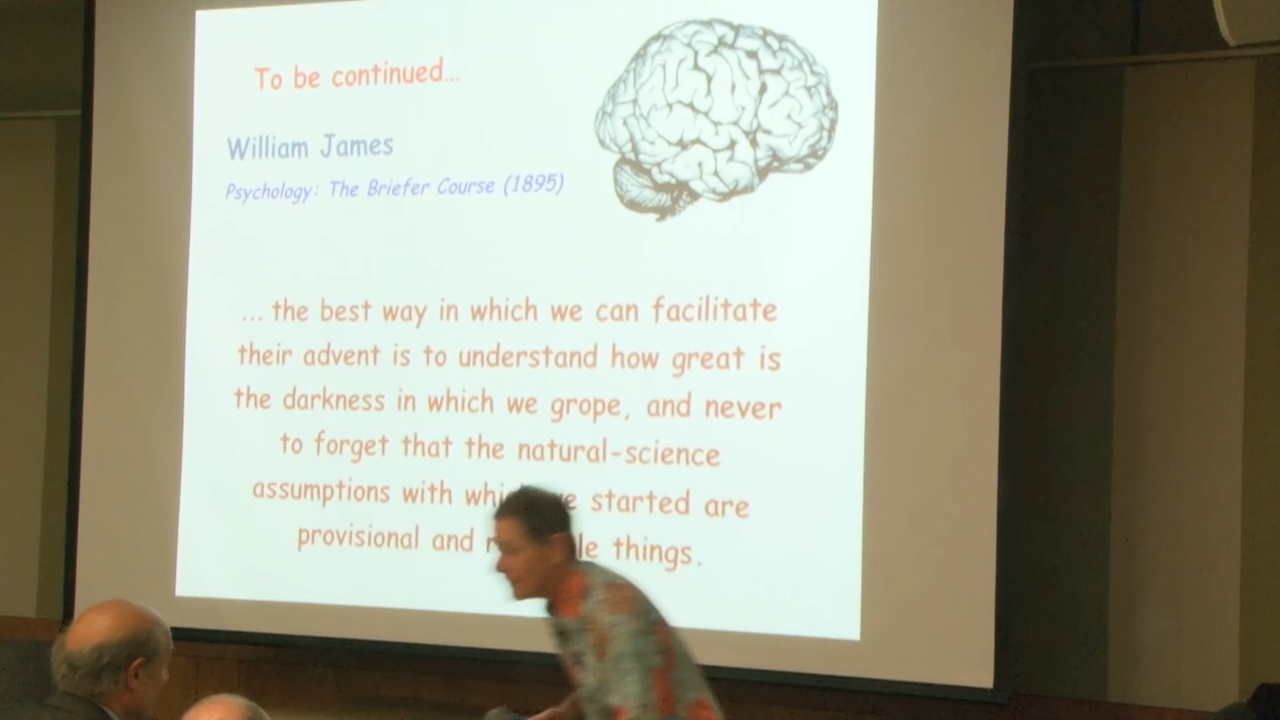 To be continued...
William James
Psychology: The Briefer Course (1895)
... the best way in which we can facilitate
their advent is to understand how great is
the darkness in which we grope, and never
to forget that the natural-science
assumptions with started are
provisional and things.